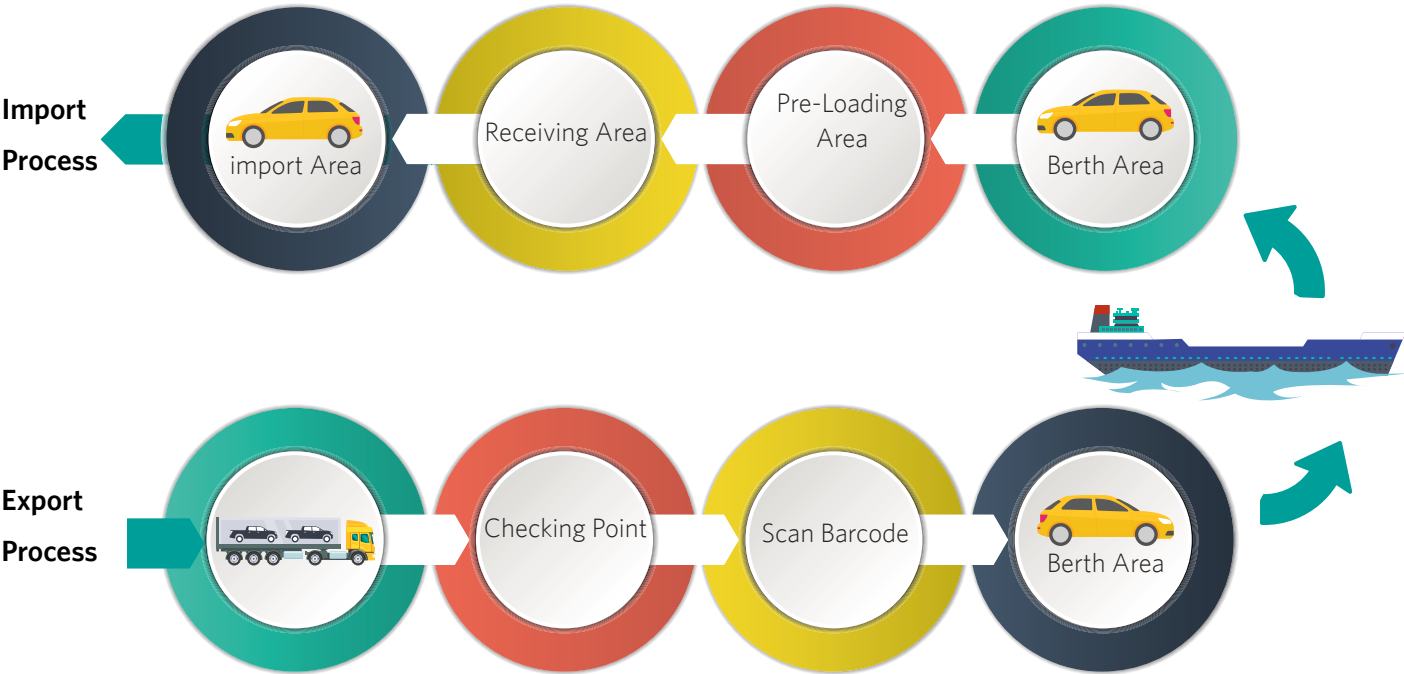 Import
Process
import Area
Receiving Area
Pre-Loading
Area
Berth Area
Export
Process
Checking Point
Scan Barcode
Berth Area